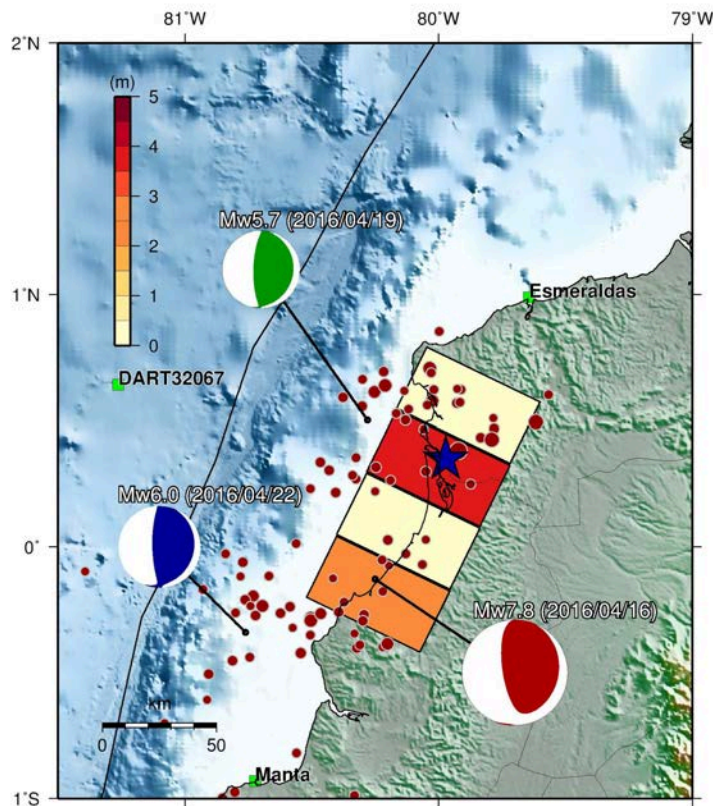 81°W 80°W 79°W
2°N
(m)
5
4
3
2
1
0
Mw5.7 (2016/04/19)
1°N
Esmeraldas
DART32067
Mw6.0 (2016/04/22)
0°
Mw7.8 (2016/04/16)
km
0 50
Manta
1°S